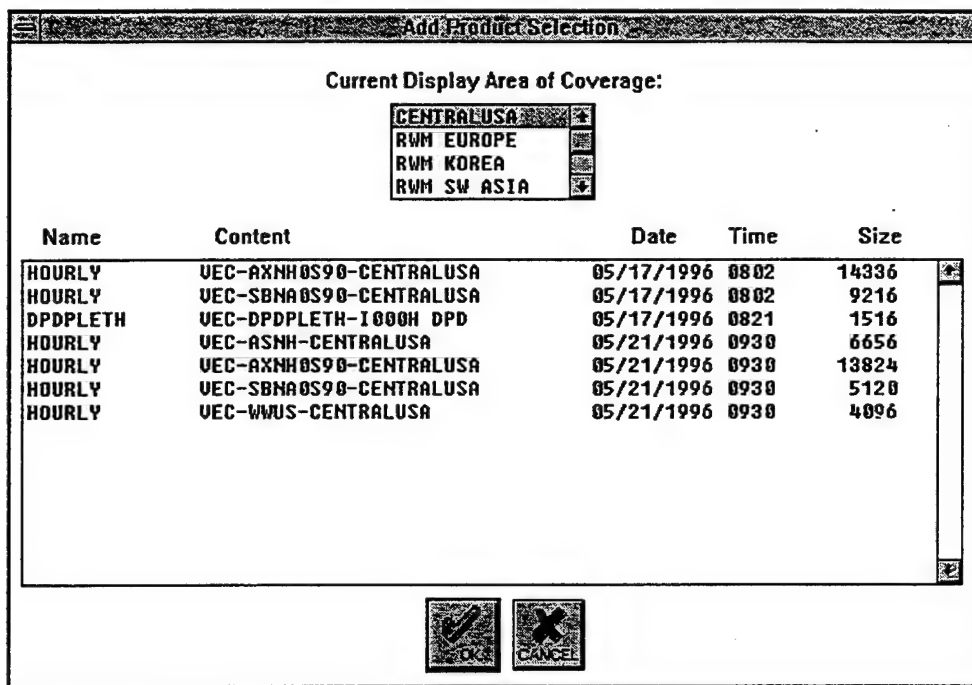 Add Product Selection
Current Display Area of Coverage:
CENTRALUSA
RWM EUROPE
RWM KOREA
RWM SW ASIA
Name Content Date Time Size
HOURLY VEC-AXNH0S90-CENTRALUSA 05/17/1996 0802 14336
HOURLY VEC-SBNA0S90-CENTRALUSA 05/17/1996 0802 9216
DPDPLETH VEC-DPDPLETH-I000H DPD 05/17/1996 0821 1516
HOURLY VEC-ASNH-CENTRALUSA 05/21/1996 0930 6656
HOURLY VEC-AXNH0S90-CENTRALUSA 05/21/1996 0930 13824
HOURLY VEC-SBNA0S90-CENTRALUSA 05/21/1996 0930 5120
HOURLY VEC-WWUS-CENTRALUSA 05/21/1996 0930 4096
OK
CANCEL